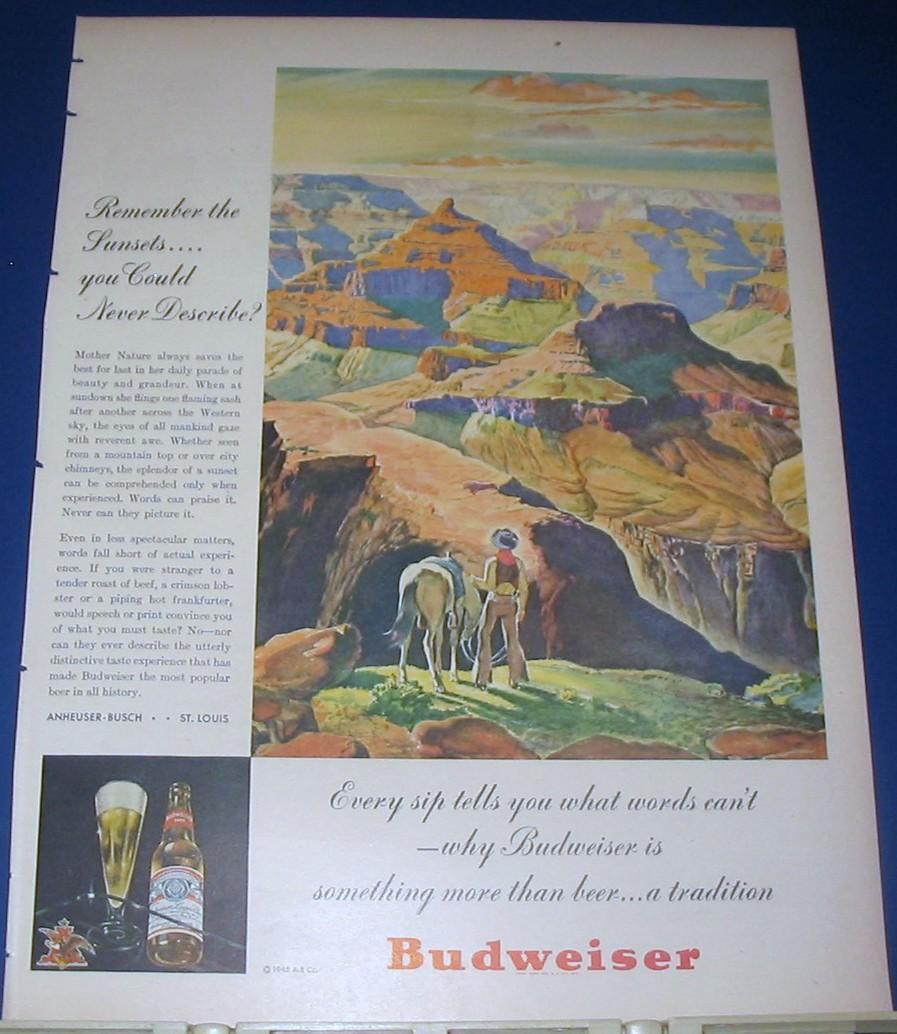 Remember the
Sunsets....
you Could
Never Describe?
Mother Nature always saves the
best for last in her daily parade of
beauty and grandeur. When at
sundown she flings one flaming sash
after another across the Western
sky, the eyes of all mankind gaze
with reverent awe. Whether seen
from a mountain top or over city
chimneys, the splendor of a sunset
can be comprehended only when
experienced. Words can praise it.
Never can they picture it.
Even in less spectacular matters,
words fall short of actual experi-
ence. If you were stranger to a
tender roast of beef, a crimson lob-
ster or a piping hot frankfurter,
would speech or print convince you
of what you must taste? No—nor
can they ever describe the utterly
distinctive taste experience that has
made Budweiser the most popular
beer in all history.
ANHEUSER-BUSCH • • ST. LOUIS
Every sip tells you what words can't
—why Budweiser is
something more than beer...a tradition
Budweiser